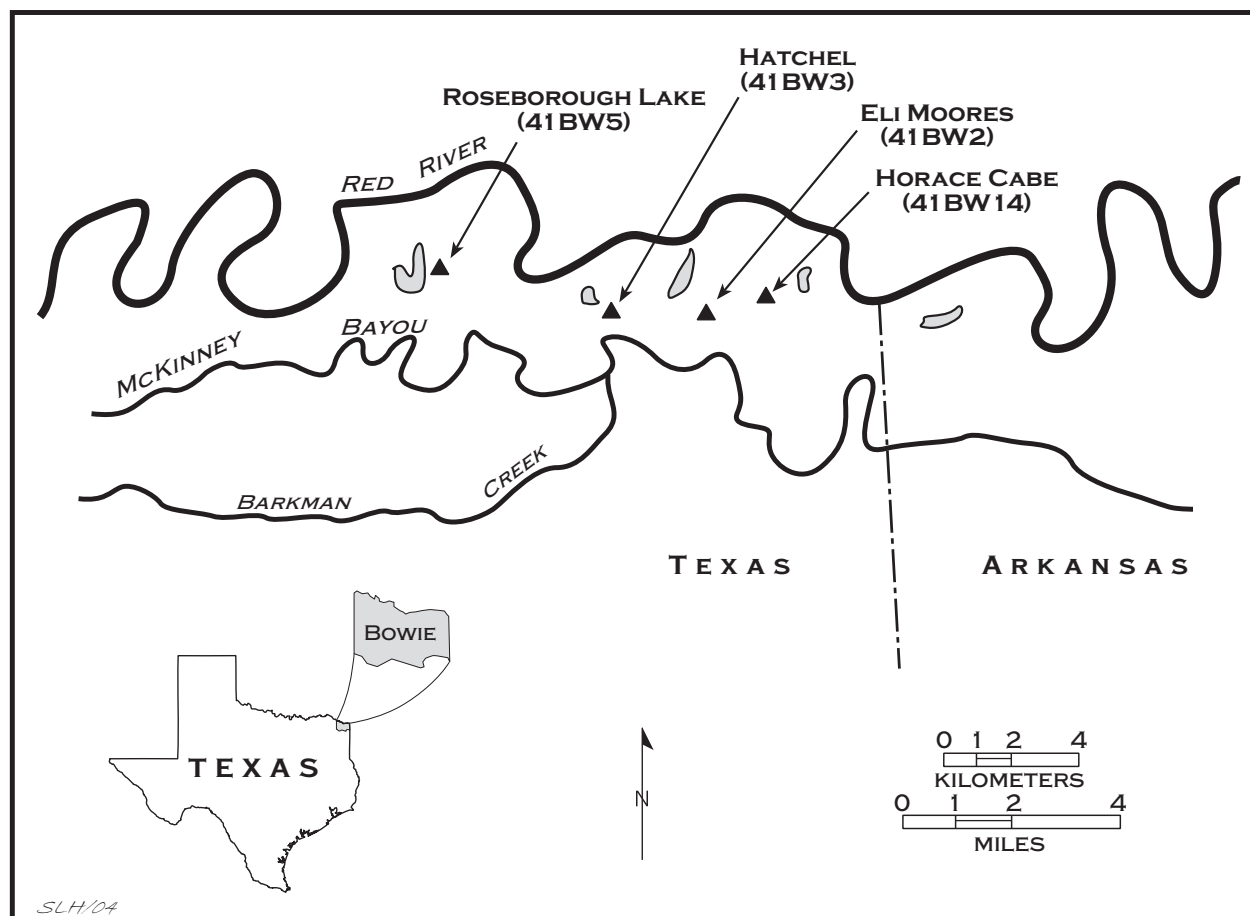 HATCHEL
(41BW3)
ROSEBOROUGH LAKE
(41BW5)
ELI MOORES
(41BW2)
HORACE CABE
(41BW14)
RED RIVER
BAYOU
MCKINNEY
CREEK
BARKMAN
TEXAS
ARKANSAS
BOWIE
TEXAS
N
0 1 2 4
KILOMETERS
0 1 2 4
MILES
SLH/04